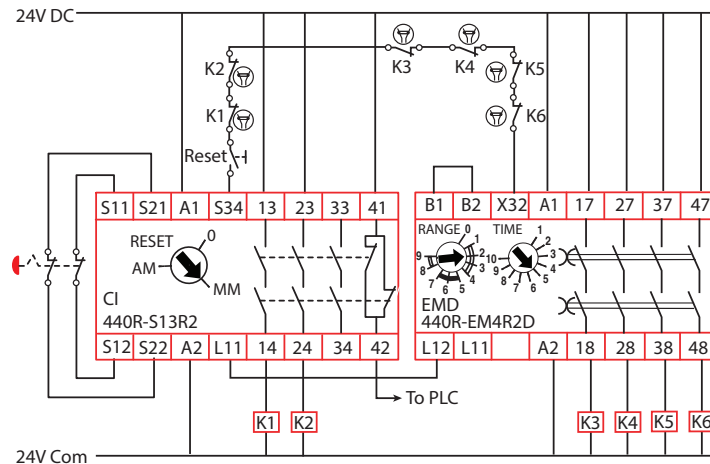 24V DC
K3 K4
K2 K5
K1 K6
Reset
S11 S21 A1 S34 13 23 33 41
B1 B2 X32 A1 17 27 37 47
RESET 0
AM MM
RANGE 0 1 2 3 4 5 6 7 8 9
TIME 1 2 3 4 5 6 7 8 9 10
CI
440R-S13R2
EMD
440R-EM4R2D
S12 S22 A2 L11 14 24 34 42
L12 L11 A2 18 28 38 48
To PLC
K1 K2 K3 K4 K5 K6
24V Com